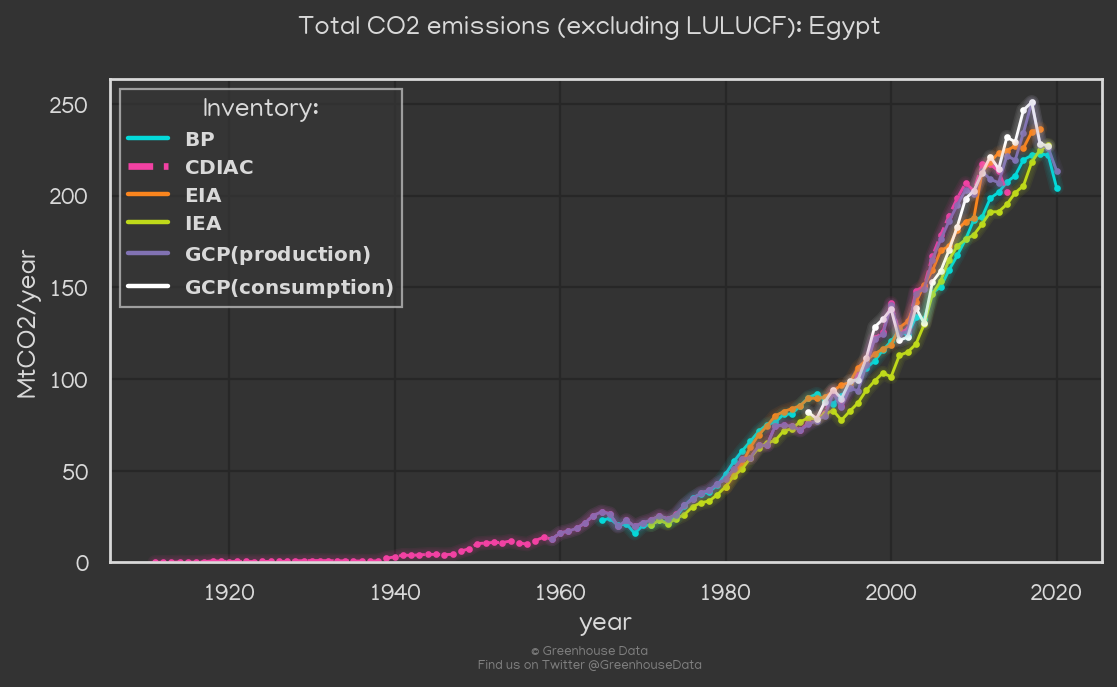 Total CO2 emissions (excluding LULUCF): Egypt
250
200
150
100
50
0
MtCO2/year
Inventory:
BP
CDIAC
EIA
IEA
GCP(production)
GCP(consumption)
1920
1940
1960
1980
2000
2020
year
© Greenhouse Data
Find us on Twitter @GreenhouseData